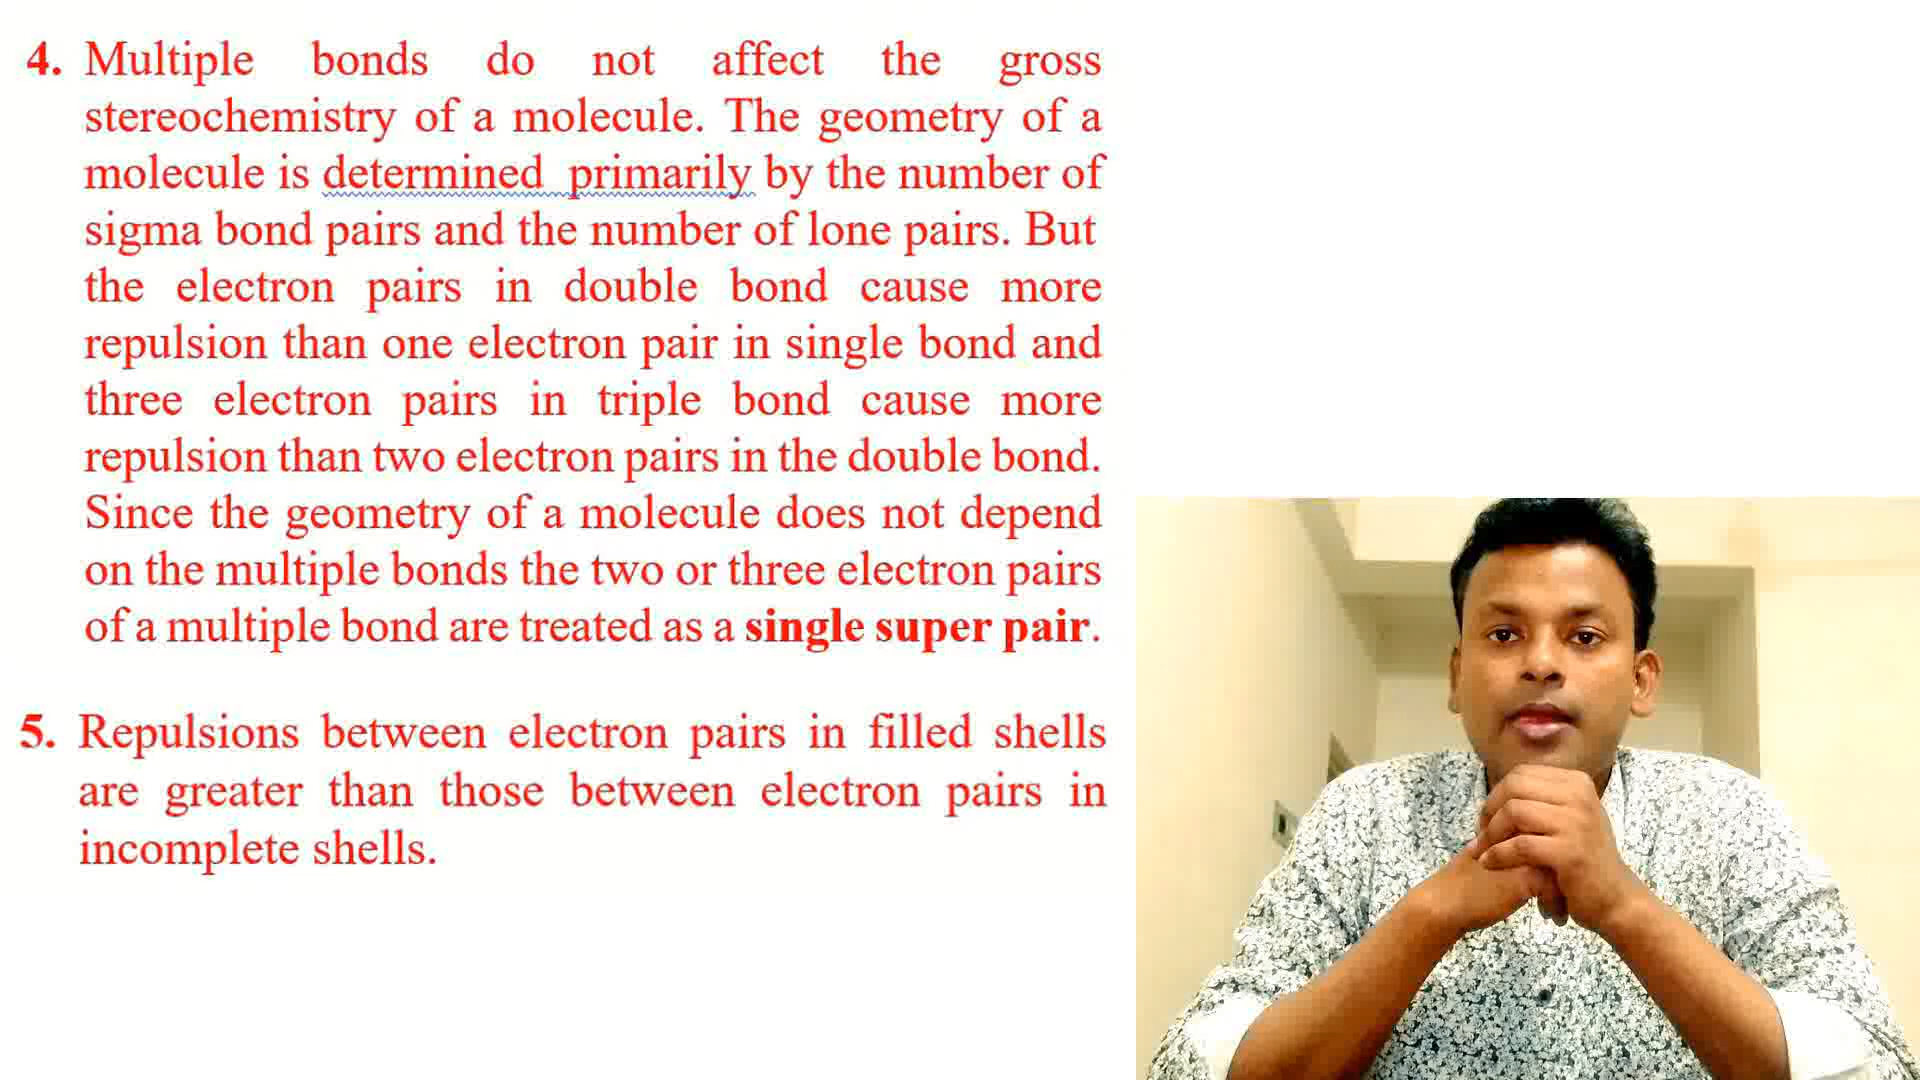 4. Multiple bonds do not affect the gross
stereochemistry of a molecule. The geometry of a
molecule is determined primarily by the number of
sigma bond pairs and the number of lone pairs. But
the electron pairs in double bond cause more
repulsion than one electron pair in single bond and
three electron pairs in triple bond cause more
repulsion than two electron pairs in the double bond.
Since the geometry of a molecule does not depend
on the multiple bonds the two or three electron pairs
of a multiple bond are treated as a single super pair.
5. Repulsions between electron pairs in filled shells
are greater than those between electron pairs in
incomplete shells.